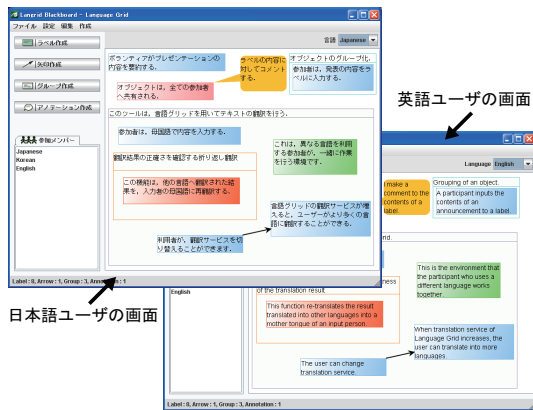 Langrid Blackboard - Language Grid
ファイル 設定 編集 作成
言語 Japanese
ラベル作成
矢印作成
グループ作成
アノテーション作成
参加メンバー
Japanese
Korean
English
ボランティアがプレゼンテーションの
内容を要約する.
オブジェクトは、全ての参加者
へ共有される.
ラベルの内容に
対してコメント
する.
オブジェクトのグループ化.
参加者は、発表の内容をラ
ベルに入力する.
このツールは、言語グリッドを用いてテキストの翻訳を行う.
参加者は、母国語で内容を入力する.
これは、異なる言語を利用
する参加者が、一緒に作業
を行う環境です.
翻訳結果の正確さを確認する折り返し翻訳
この機能は、他の言語へ翻訳された結
果を、入力者の母国語に再翻訳する.
言語グリッドの翻訳サービスが増
えると、ユーザーがより多くの言
語に翻訳することができる.
利用者が、翻訳サービスを切
り替えることができます.
Label : 8, Arrow : 1, Group : 3, Annotation : 1
日本語ユーザの画面
英語ユーザの画面
Language English
make a
comment to the
contents of a
label.
Grouping of an object.
A participant inputs the
contents of an
announcement to a label.
rid.
This is the environment that
the participant who uses a
different language works
together.
ness
of the translation result
This function re-translates the result
translated into other languages into a
mother tongue of an input person.
When translation service of
Language Grid increases, the
user can translate into more
languages.
The user can change
translation service.
English
Label : 8, Arrow : 1, Group : 3, Annotation : 1